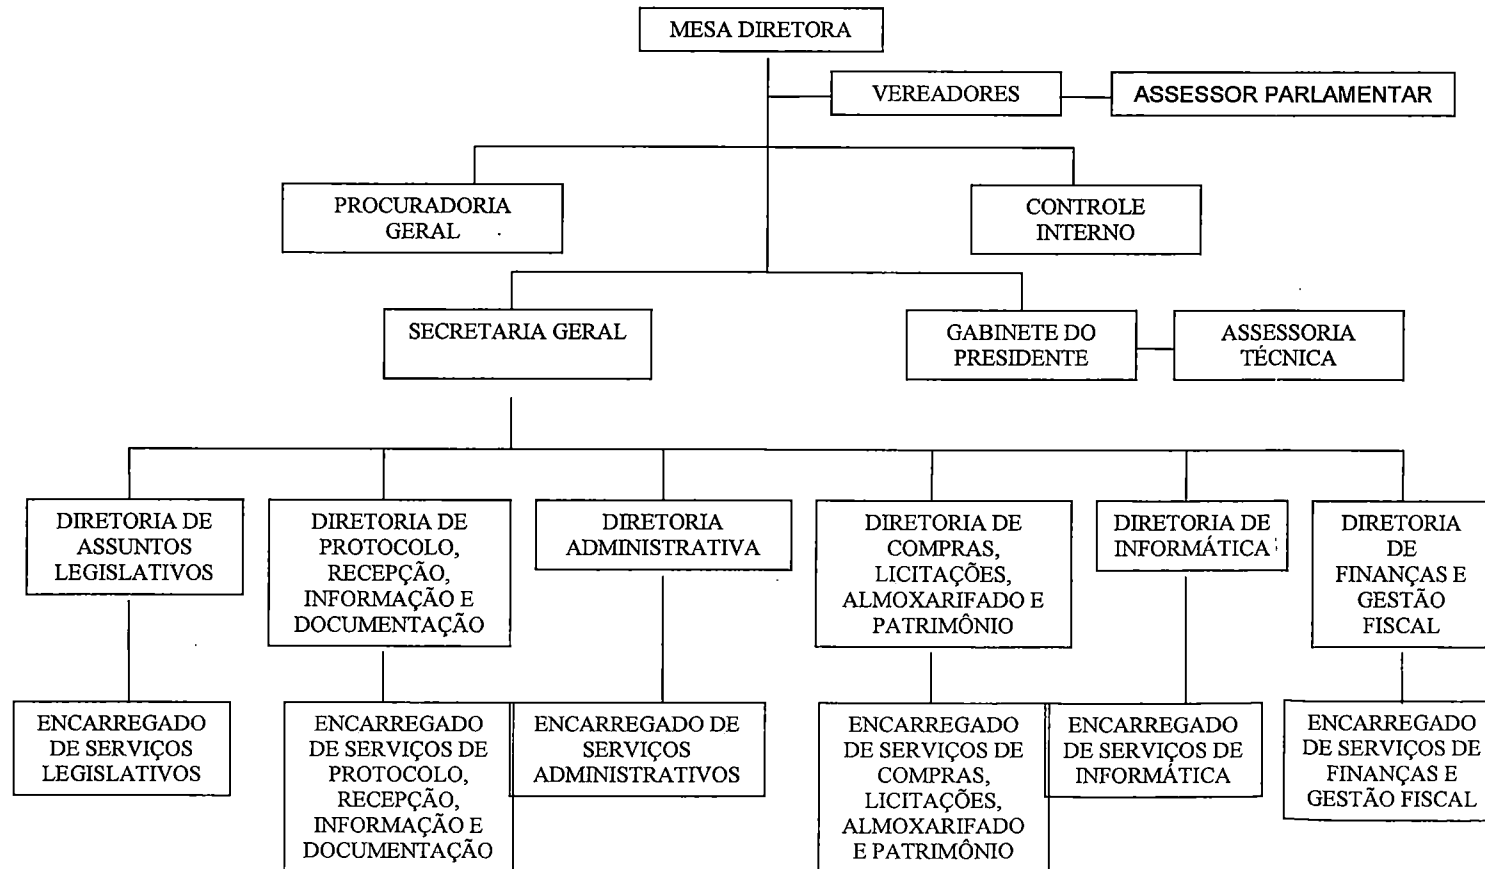 MESA DIRETORA
VEREADORES
ASSESSOR PARLAMENTAR
PROCURADORIA
GERAL
CONTROLE
INTERNO
SECRETARIA GERAL
GABINETE DO
PRESIDENTE
ASSESSORIA
TÉCNICA
DIRETORIA DE
ASSUNTOS
LEGISLATIVOS
DIRETORIA DE
PROTOCOLO,
RECEPÇÃO,
INFORMAÇÃO E
DOCUMENTAÇÃO
DIRETORIA
ADMINISTRATIVA
DIRETORIA DE
COMPRAS,
LICITAÇÕES,
ALMOXARIFADO E
PATRIMÔNIO
DIRETORIA DE
INFORMÁTICA
DIRETORIA
DE
FINANÇAS E
GESTÃO
FISCAL
ENCARREGADO
DE SERVIÇOS
LEGISLATIVOS
ENCARREGADO
DE SERVIÇOS DE
PROTOCOLO,
RECEPÇÃO,
INFORMAÇÃO E
DOCUMENTAÇÃO
ENCARREGADO DE
SERVIÇOS
ADMINISTRATIVOS
ENCARREGADO
DE SERVIÇOS DE
COMPRAS,
LICITAÇÕES,
ALMOXARIFADO
E PATRIMÔNIO
ENCARREGADO
DE SERVIÇOS DE
INFORMÁTICA
ENCARREGADO
DE SERVIÇOS DE
FINANÇAS E
GESTÃO FISCAL